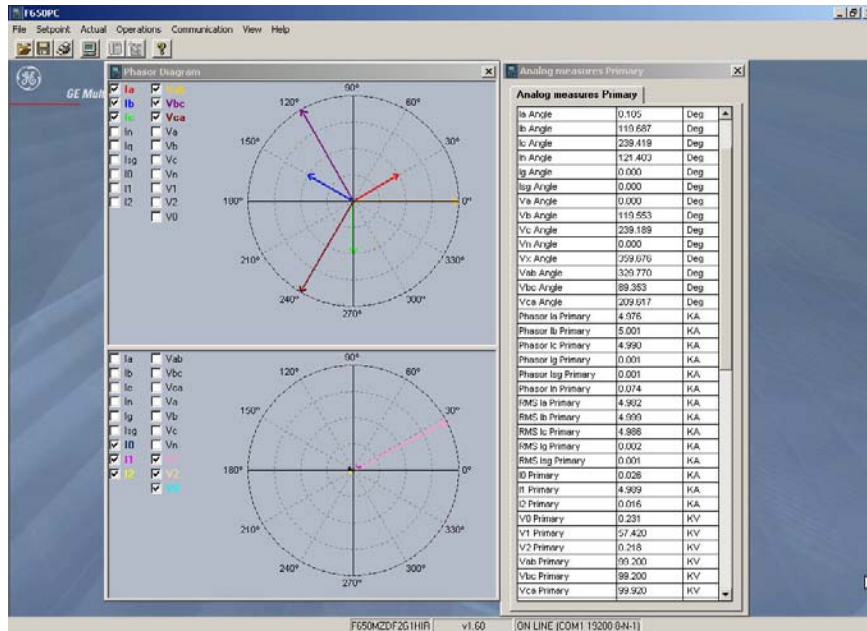 F650PC
File Setpoint Actual Operations Communication View Help
GE Mult
Phasor Diagram
Ia Vab
Ib Vbc
Ic Vca
In Va
Ig Vb
Isg Vc
I0 Vn
I1 V1
I2 V2
V0
90°
120° 60°
150° 30°
180° 0°
210° 330°
240° 300°
270°
Ia Vab
Ib Vbc
Ic Vca
In Va
Ig Vb
Isg Vc
I0 Vn
I1
I2 V2
V0
90°
120° 60°
150° 30°
180° 0°
210° 330°
240° 300°
270°
Analog measures Primary
Analog measures Primary
Ia Angle 0.105 Deg
Ib Angle 119.687 Deg
Ic Angle 239.419 Deg
In Angle 121.403 Deg
Ig Angle 0.000 Deg
Isg Angle 0.000 Deg
Va Angle 0.000 Deg
Vb Angle 119.553 Deg
Vc Angle 239.189 Deg
Vn Angle 0.000 Deg
Vx Angle 359.676 Deg
Vab Angle 329.770 Deg
Vbc Angle 89.353 Deg
Vca Angle 209.617 Deg
Phasor Ia Primary 4.976 KA
Phasor Ib Primary 5.001 KA
Phasor Ic Primary 4.990 KA
Phasor Ig Primary 0.001 KA
Phasor Isg Primary 0.001 KA
Phasor In Primary 0.074 KA
RMS Ia Primary 4.982 KA
RMS Ib Primary 4.999 KA
RMS Ic Primary 4.986 KA
RMS Ig Primary 0.002 KA
RMS Isg Primary 0.001 KA
I0 Primary 0.026 KA
I1 Primary 4.989 KA
I2 Primary 0.016 KA
V0 Primary 0.231 KV
V1 Primary 57.420 KV
V2 Primary 0.218 KV
Vab Primary 99.200 KV
Vbc Primary 99.200 KV
Vca Primary 99.920 KV
F650MZDF2G1HIR v1.60 ON LINE (COM1 19200 8-N-1)